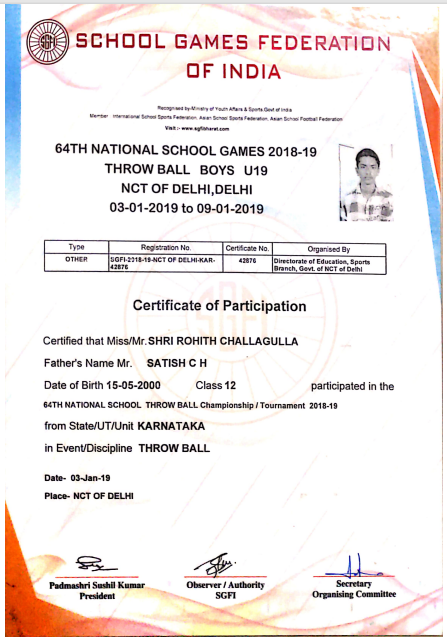 SCHOOL GAMES FEDERATION
OF INDIA
Recognised by-Ministry of Youth Affairs & Sports,Govt of India
Member International School Sports Federation, Asian School Sports Federation, Asian School Football Federation
Visit :- www.sgfibharat.com
64TH NATIONAL SCHOOL GAMES 2018-19
THROW BALL BOYS U19
NCT OF DELHI,DELHI
03-01-2019 to 09-01-2019
Type Registration No. Certificate No. Organised By
OTHER SGFI-2018-19-NCT OF DELHI-KAR- 42876 Directorate of Education, Sports
42876 Branch, Govt. of NCT of Delhi
Certificate of Participation
Certified that Miss/Mr. SHRI ROHITH CHALLAGULLA
Father's Name Mr. SATISH C H
Date of Birth 15-05-2000 Class 12 participated in the
64TH NATIONAL SCHOOL THROW BALL Championship / Tournament 2018-19
from State/UT/Unit KARNATAKA
in Event/Discipline THROW BALL
Date- 03-Jan-19
Place- NCT OF DELHI
Padmashri Sushil Kumar Observer / Authority Secretary
President SGFI Organising Committee